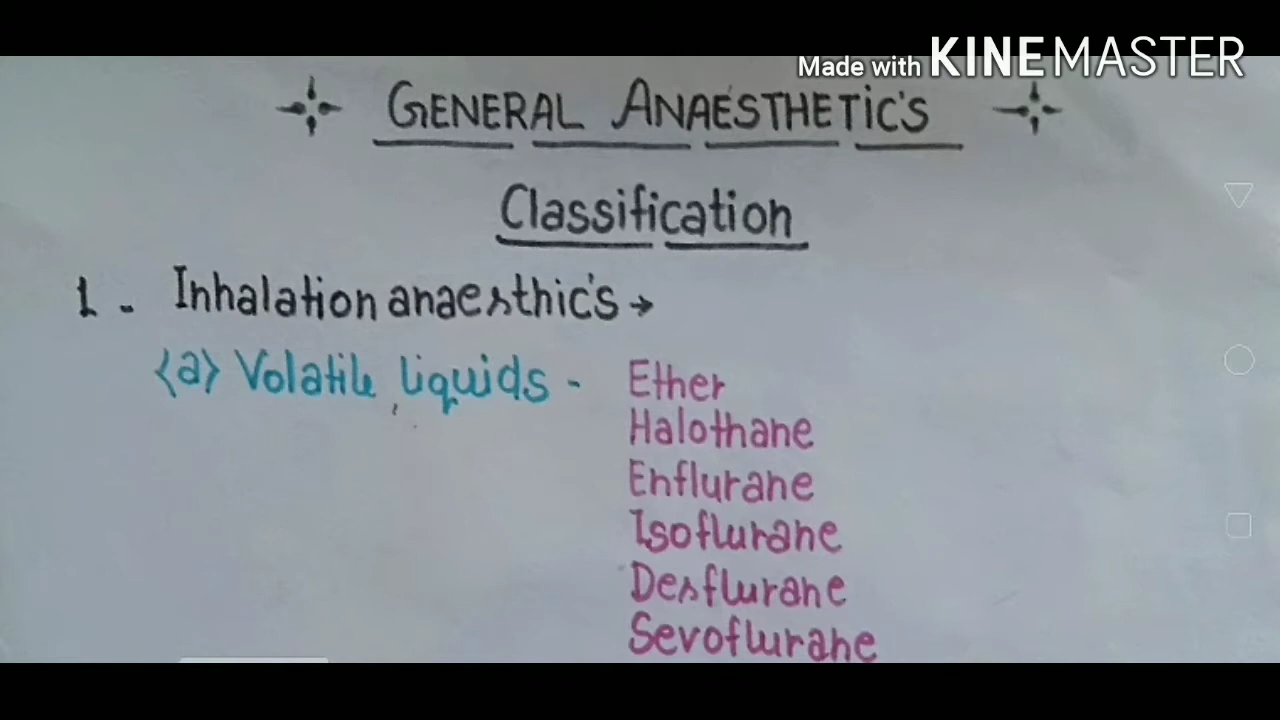 Made with KINEMASTER
GENERAL ANAESTHETIC'S
Classification
1. Inhalation anaesthic's →
(a) Volatile liquids - Ether
Halothane
Enflurane
Isoflurane
Desflurane
Sevoflurane